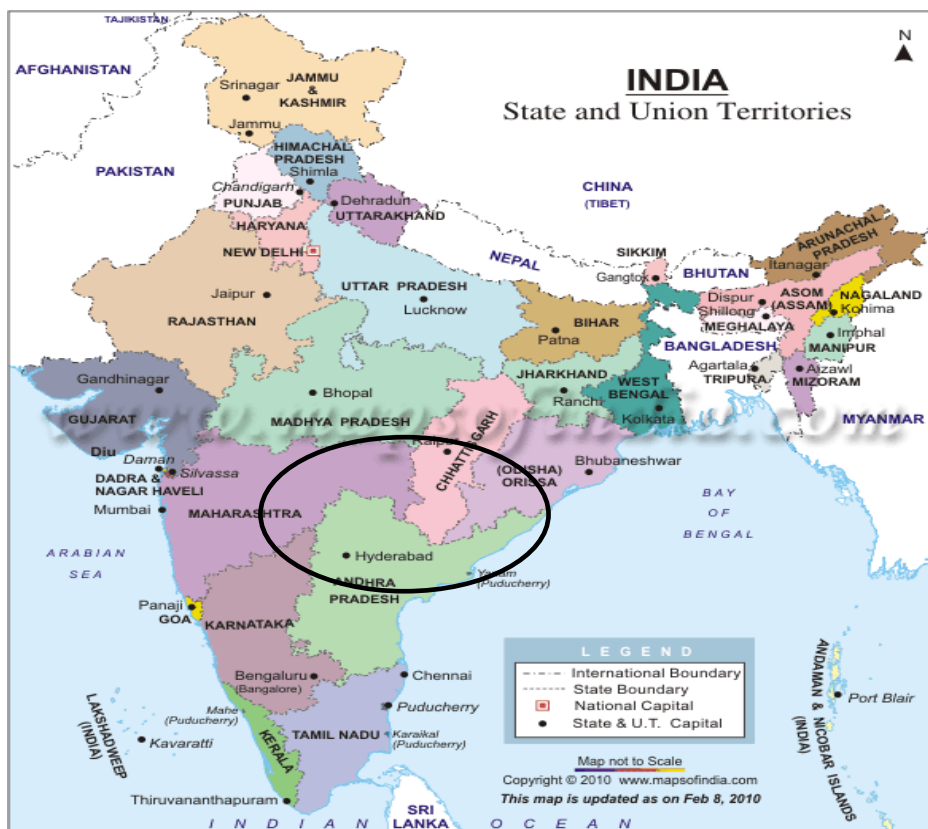 TAJIKISTAN
AFGHANISTAN
N
INDIA
State and Union Territories
Srinagar
JAMMU
&
KASHMIR
Jammu
HIMACHAL
PRADESH
Shimla
PAKISTAN
Chandigarh
PUNJAB
Dehradun
UTTARAKHAND
CHINA
(TIBET)
HARYANA
NEW DELHI
NEPAL
SIKKIM
Gangtok
BHUTAN
ARUNACHAL
PRADESH
Itanagar
Jaipur
RAJASTHAN
UTTAR PRADESH
Lucknow
BIHAR
Patna
Dispur
Shillong
MEGHALAYA
ASOM
(ASSAM)
NAGALAND
Kohima
Imphal
MANIPUR
BANGLADESH
Agartala
TRIPURA
Aizawl
MIZORAM
MYANMAR
Gandhinagar
GUJARAT
Bhopal
MADHYA PRADESH
JHARKHAND
Ranchi
WEST
BENGAL
Kolkata
www.mapsofindia.com
Diu
Daman
Silvassa
DADRA &
NAGAR HAVELI
Mumbai
MAHARASHTRA
CHHATTISGARH
(ODISHA)
ORISSA
Bhubaneshwar
BAY
OF
BENGAL
ARABIAN
SEA
Hyderabad
ANDHRA
PRADESH
Yanam
(Puducherry)
Panaji
GOA
KARNATAKA
Bengaluru
(Bangalore)
Chennai
Mahe
(Puducherry)
Puducherry
KERALA
TAMIL NADU
Karaikal
(Puducherry)
LAKSHADWEEP
(INDIA)
Kavaratti
Thiruvananthapuram
SRI
LANKA
INDIAN OCEAN
ANDAMAN & NICOBAR ISLANDS
(INDIA)
Port Blair
LEGEND
International Boundary
State Boundary
National Capital
State & U.T. Capital
Map not to Scale
Copyright © 2010 www.mapsofindia.com
This map is updated as on Feb 8, 2010